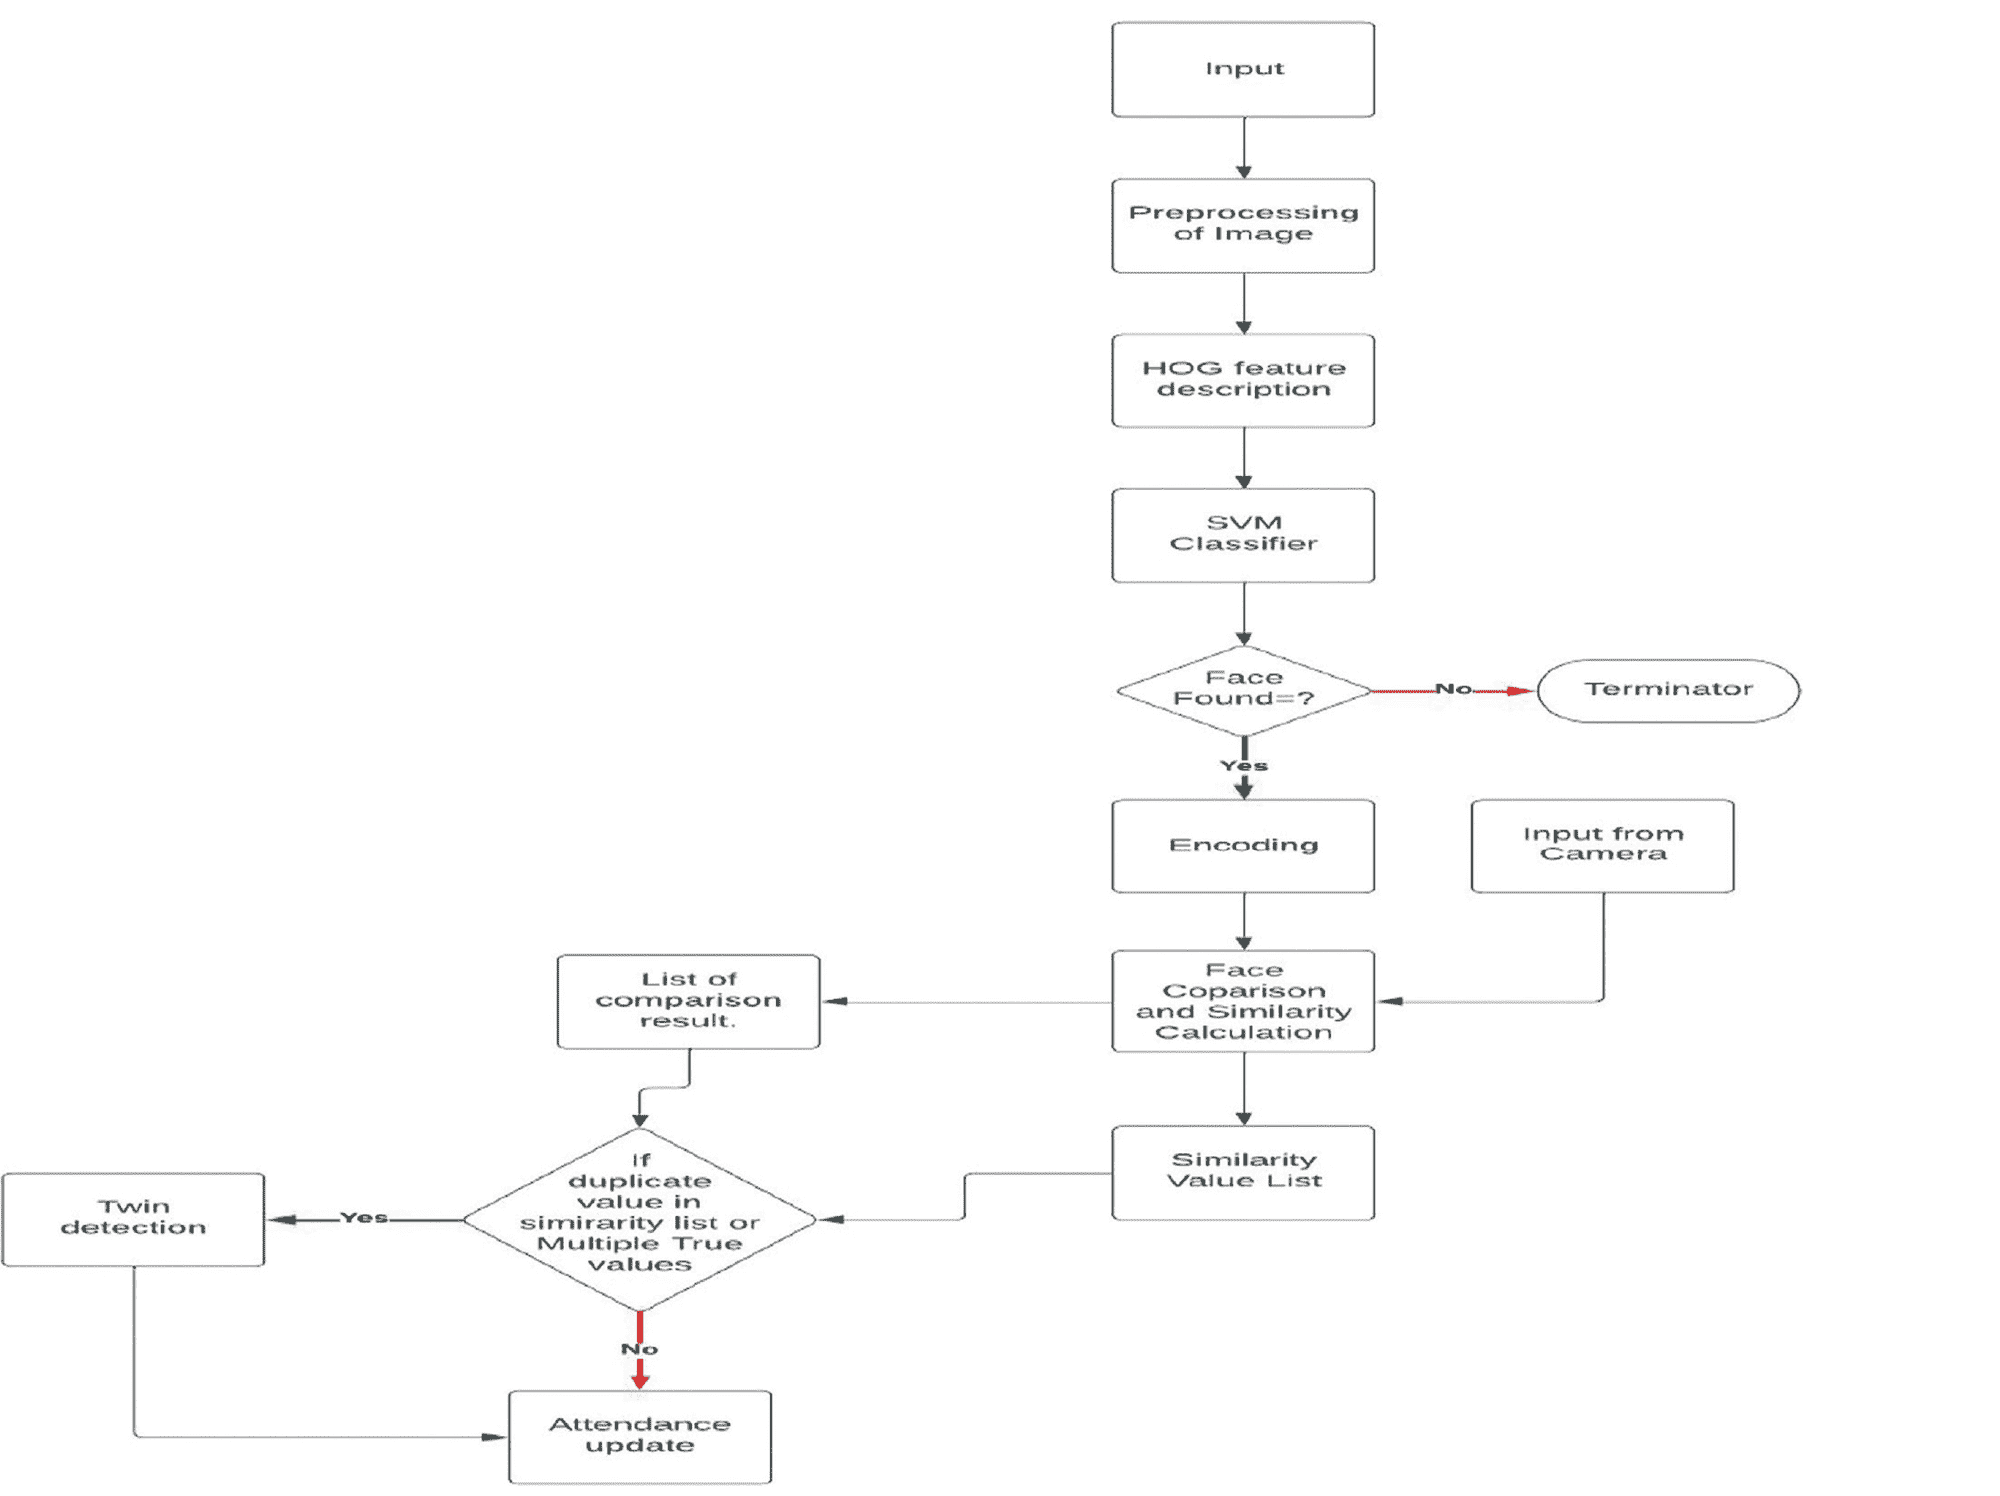 Input
Preprocessing
of Image
HOG feature
description
SVM
Classifier
Face
Found=?
No
Terminator
Yes
Encoding
Input from
Camera
Face
Coparison
and Similarity
Calculation
List of
comparison
result.
Similarity
Value List
If
duplicate
value in
simirarity list or
Multiple True
values
Yes
Twin
detection
No
Attendance
update